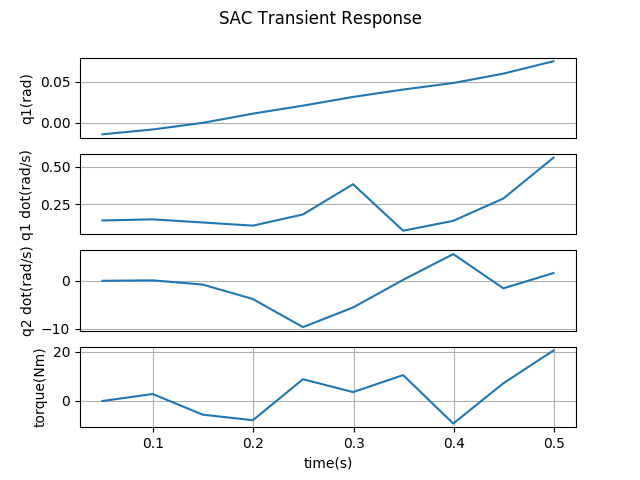 SAC Transient Response
q1(rad)
0.05
0.00
q1 dot(rad/s)
0.50
0.25
q2 dot(rad/s)
0
−10
torque(Nm)
20
0
0.1 0.2 0.3 0.4 0.5
time(s)